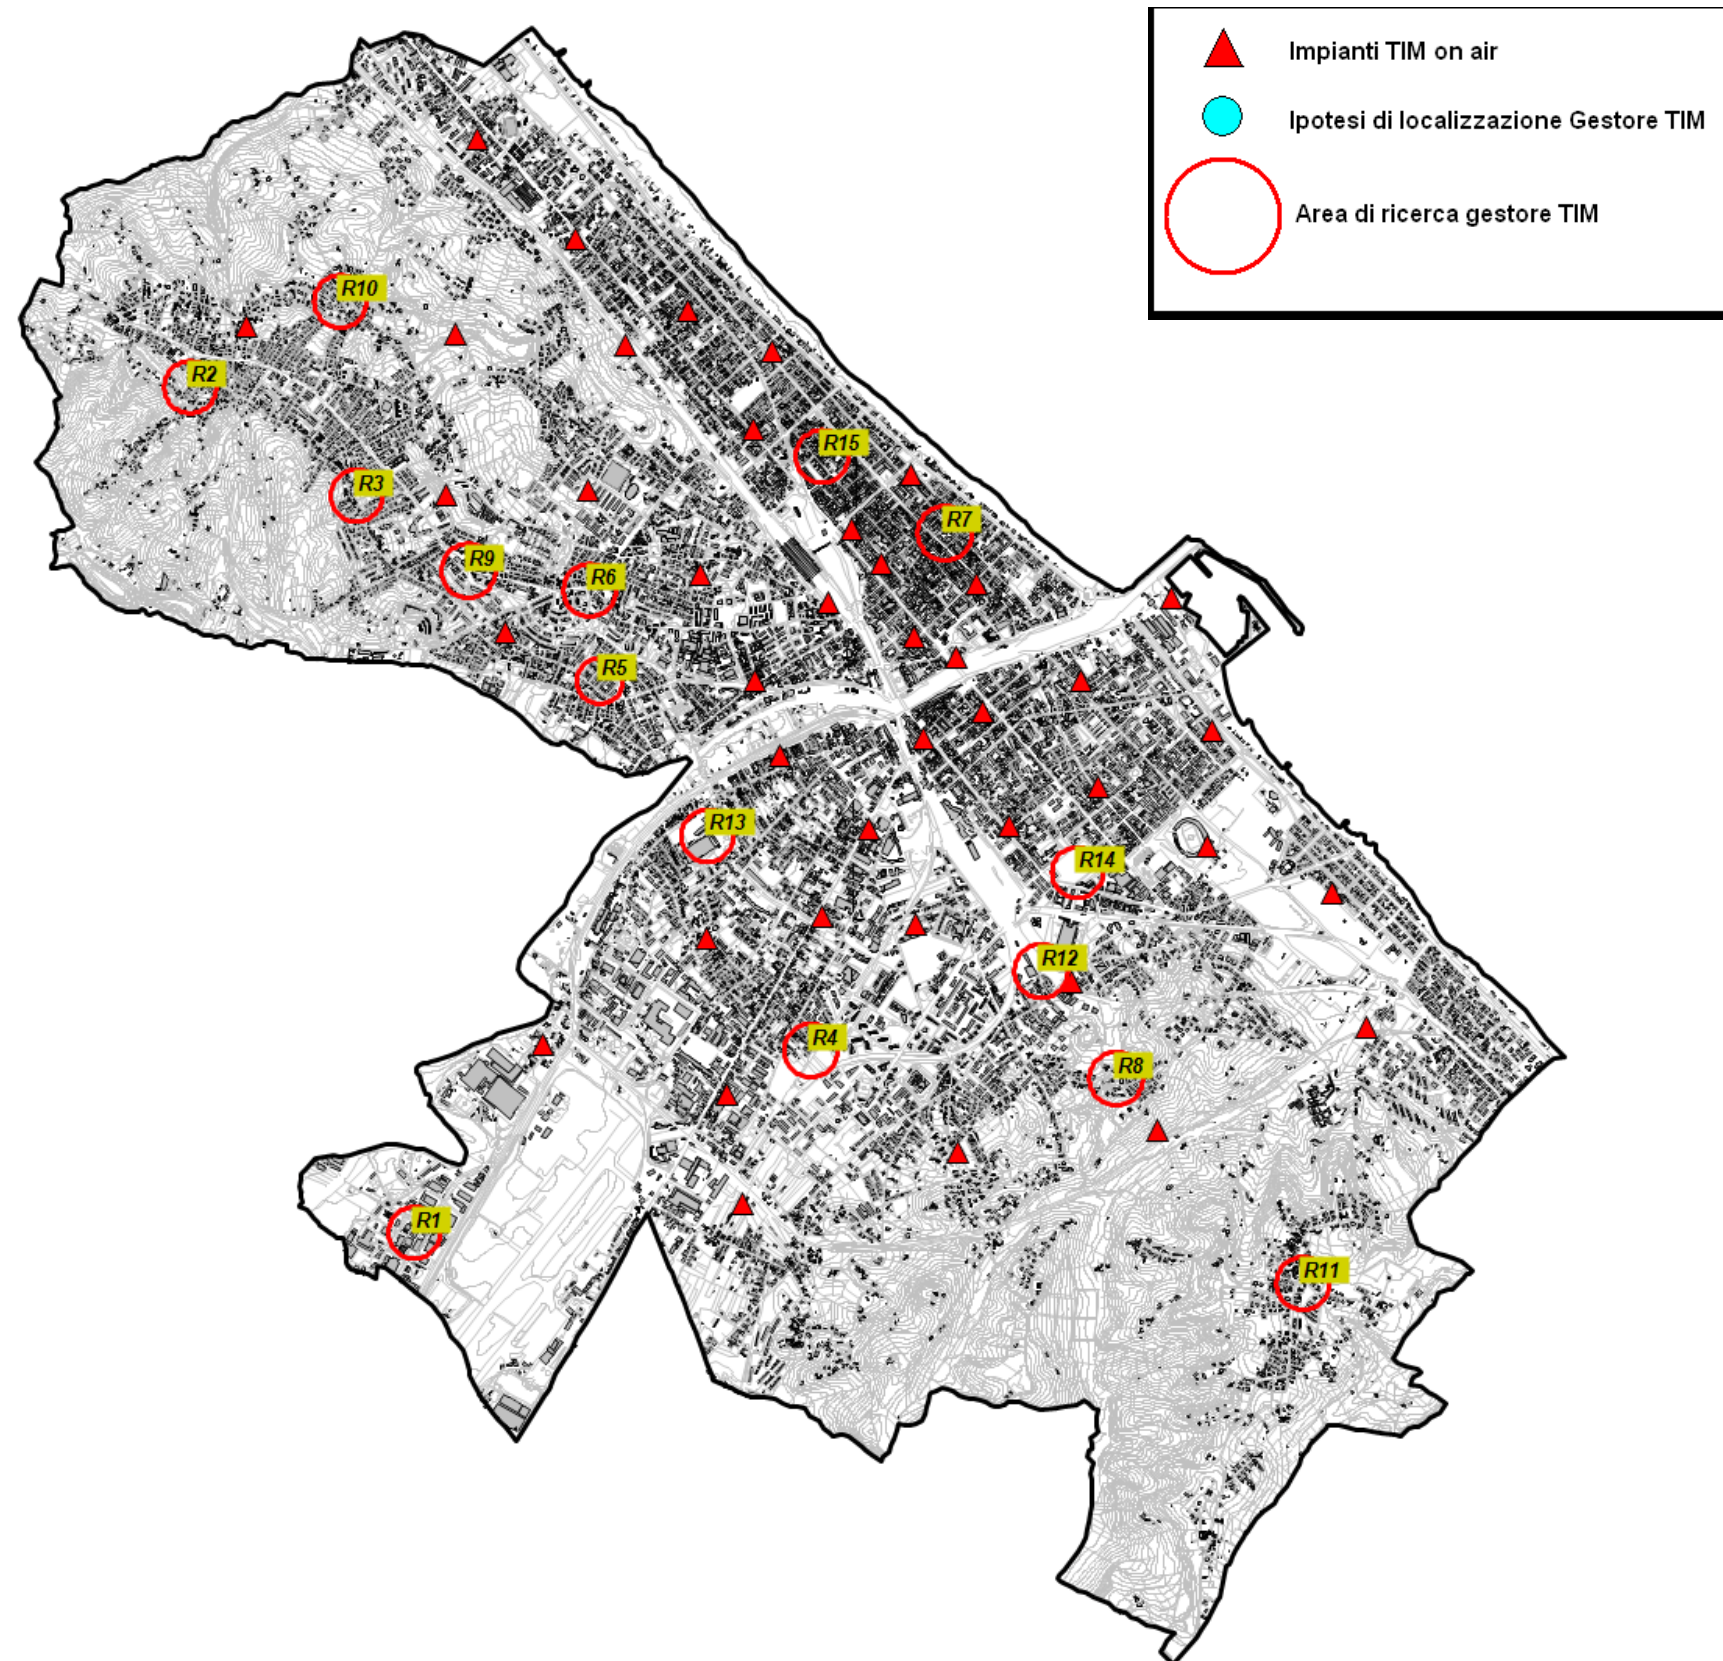 Impianti TIM on air
Ipotesi di localizzazione Gestore TIM
Area di ricerca gestore TIM
R10
R2
R15
R3
R7
R9
R6
R5
R13
R14
R12
R4
R8
R1
R11